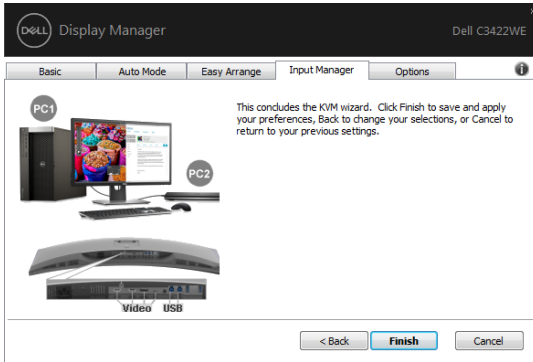 DELL Display Manager
Dell C3422WE
Basic
Auto Mode
Easy Arrange
Input Manager
Options
PC1
PC2
This concludes the KVM wizard. Click Finish to save and apply
your preferences, Back to change your selections, or Cancel to
return to your previous settings.
Video
USB
< Back
Finish
Cancel